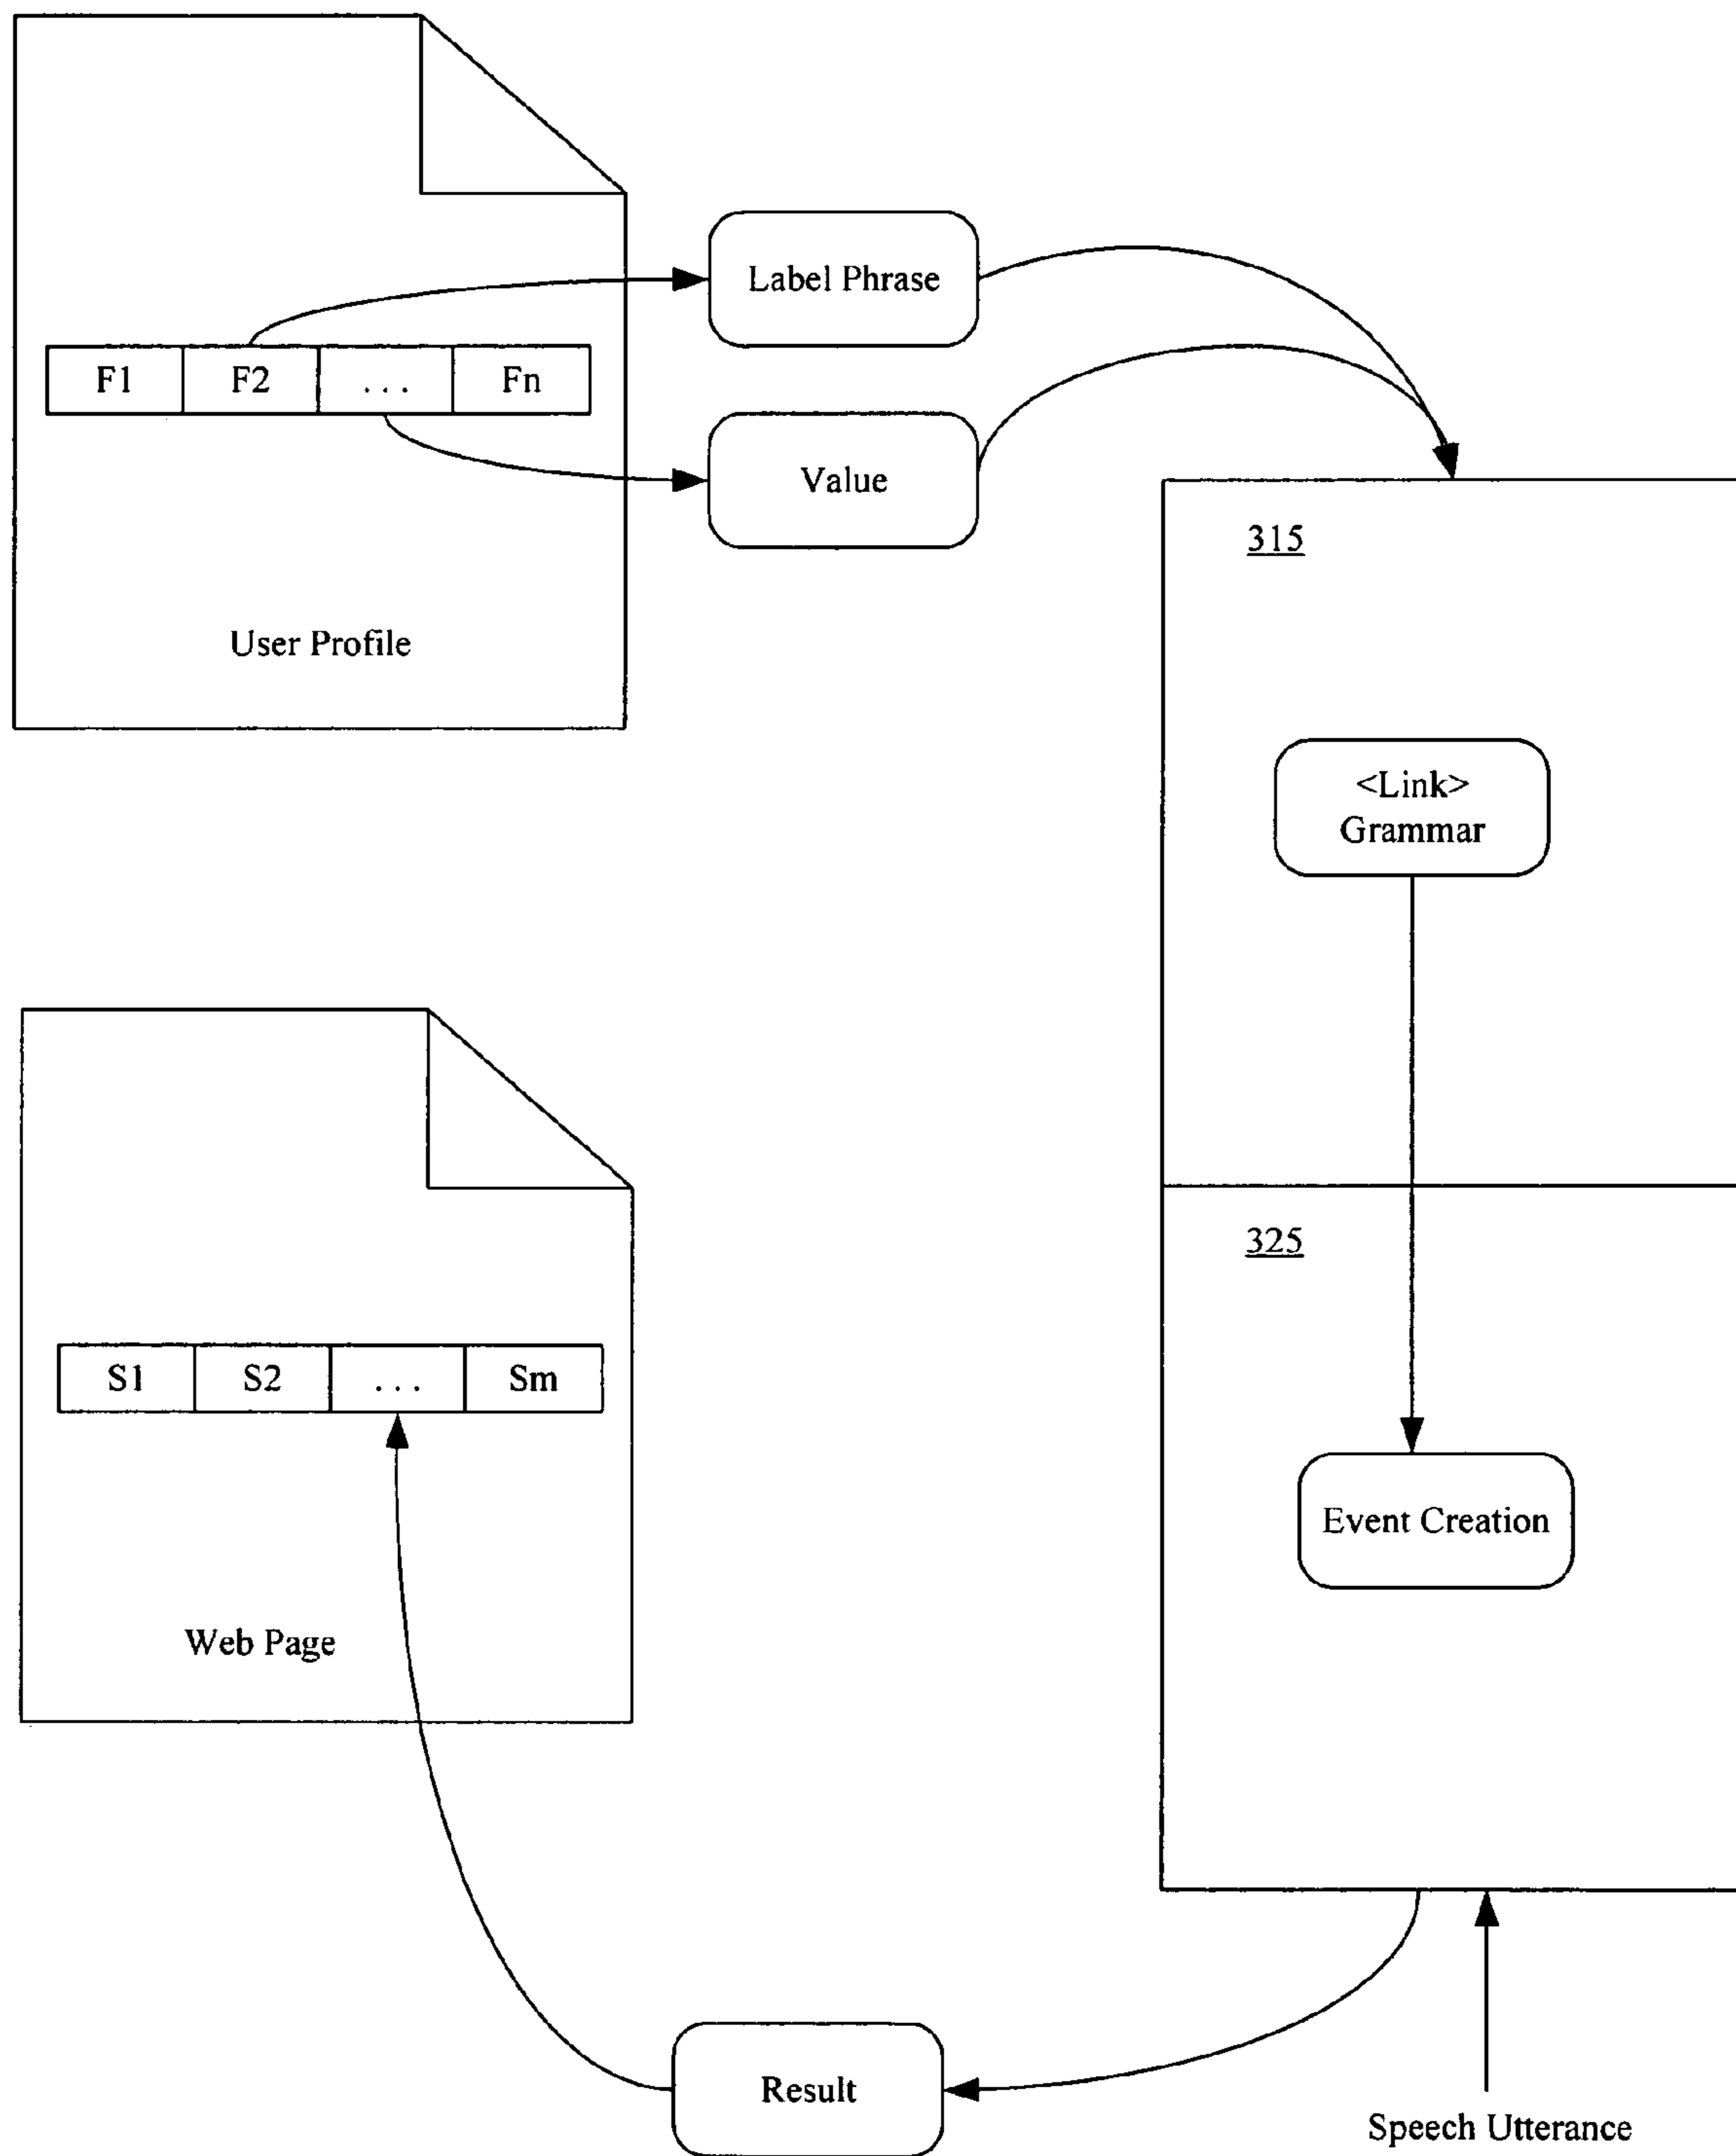 Label Phrase
F1 F2 . . . Fn
Value
315
User Profile
<Link>
Grammar
325
S1 S2 . . . Sm
Event Creation
Web Page
Result
Speech Utterance